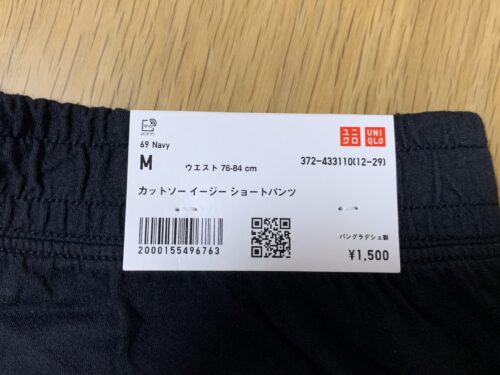 69 Navy
M
ウエスト 76-84 cm
ユニクロ
UNIQLO
372-433110(12-29)
カットソー イージー ショートパンツ
2000155496763
バングラデシュ製
¥1,500